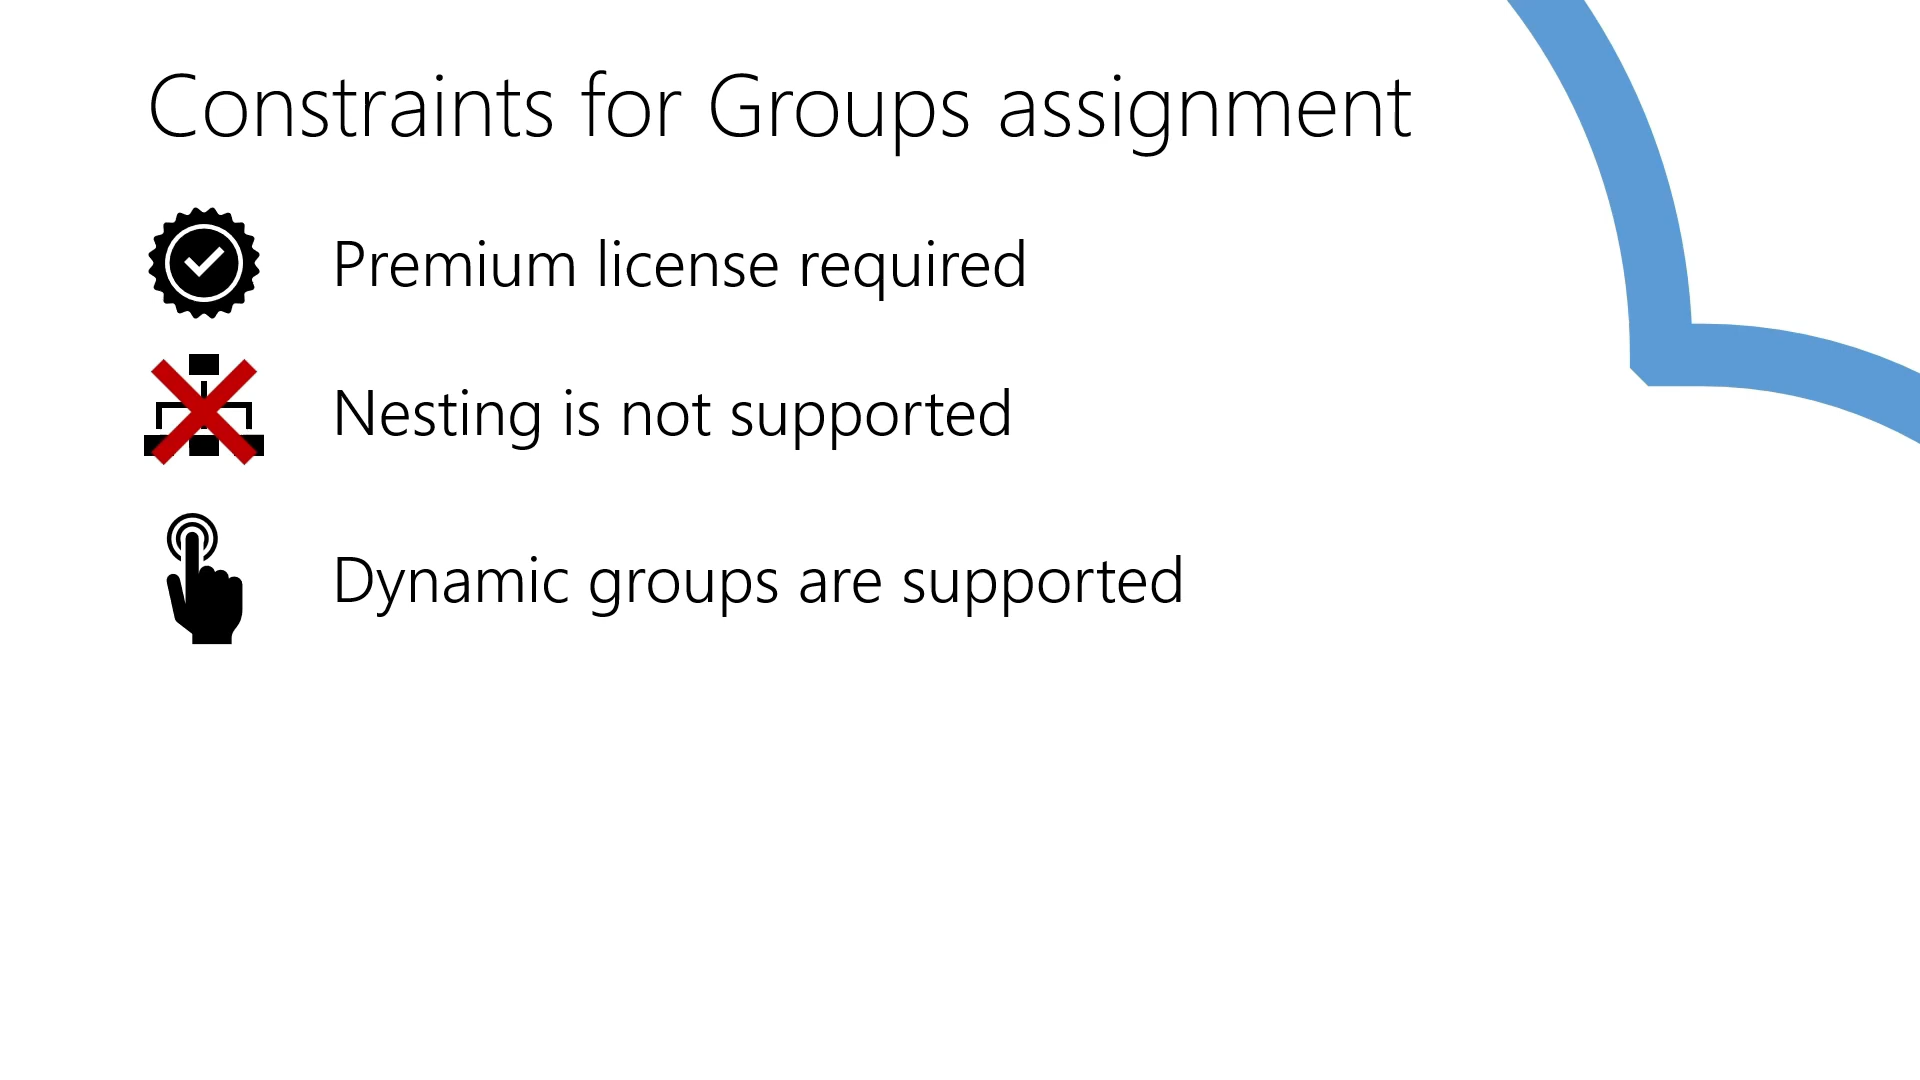 Constraints for Groups assignment
Premium license required
Nesting is not supported
Dynamic groups are supported